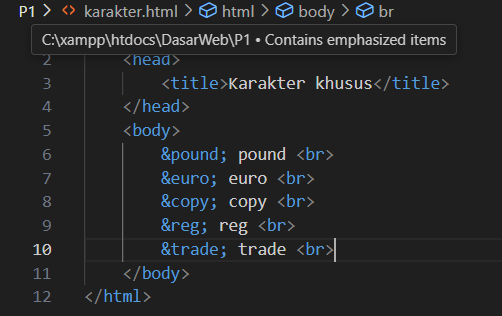 P1 > karakter.html > html > body > br
C:\xampp\htdocs\DasarWeb\P1 • Contains emphasized items
2 <head>
3 <title>Karakter khusus</title>
4 </head>
5 <body>
6 &pound; pound <br>
7 &euro; euro <br>
8 &copy; copy <br>
9 &reg; reg <br>
10 &trade; trade <br>
11 </body>
12 </html>